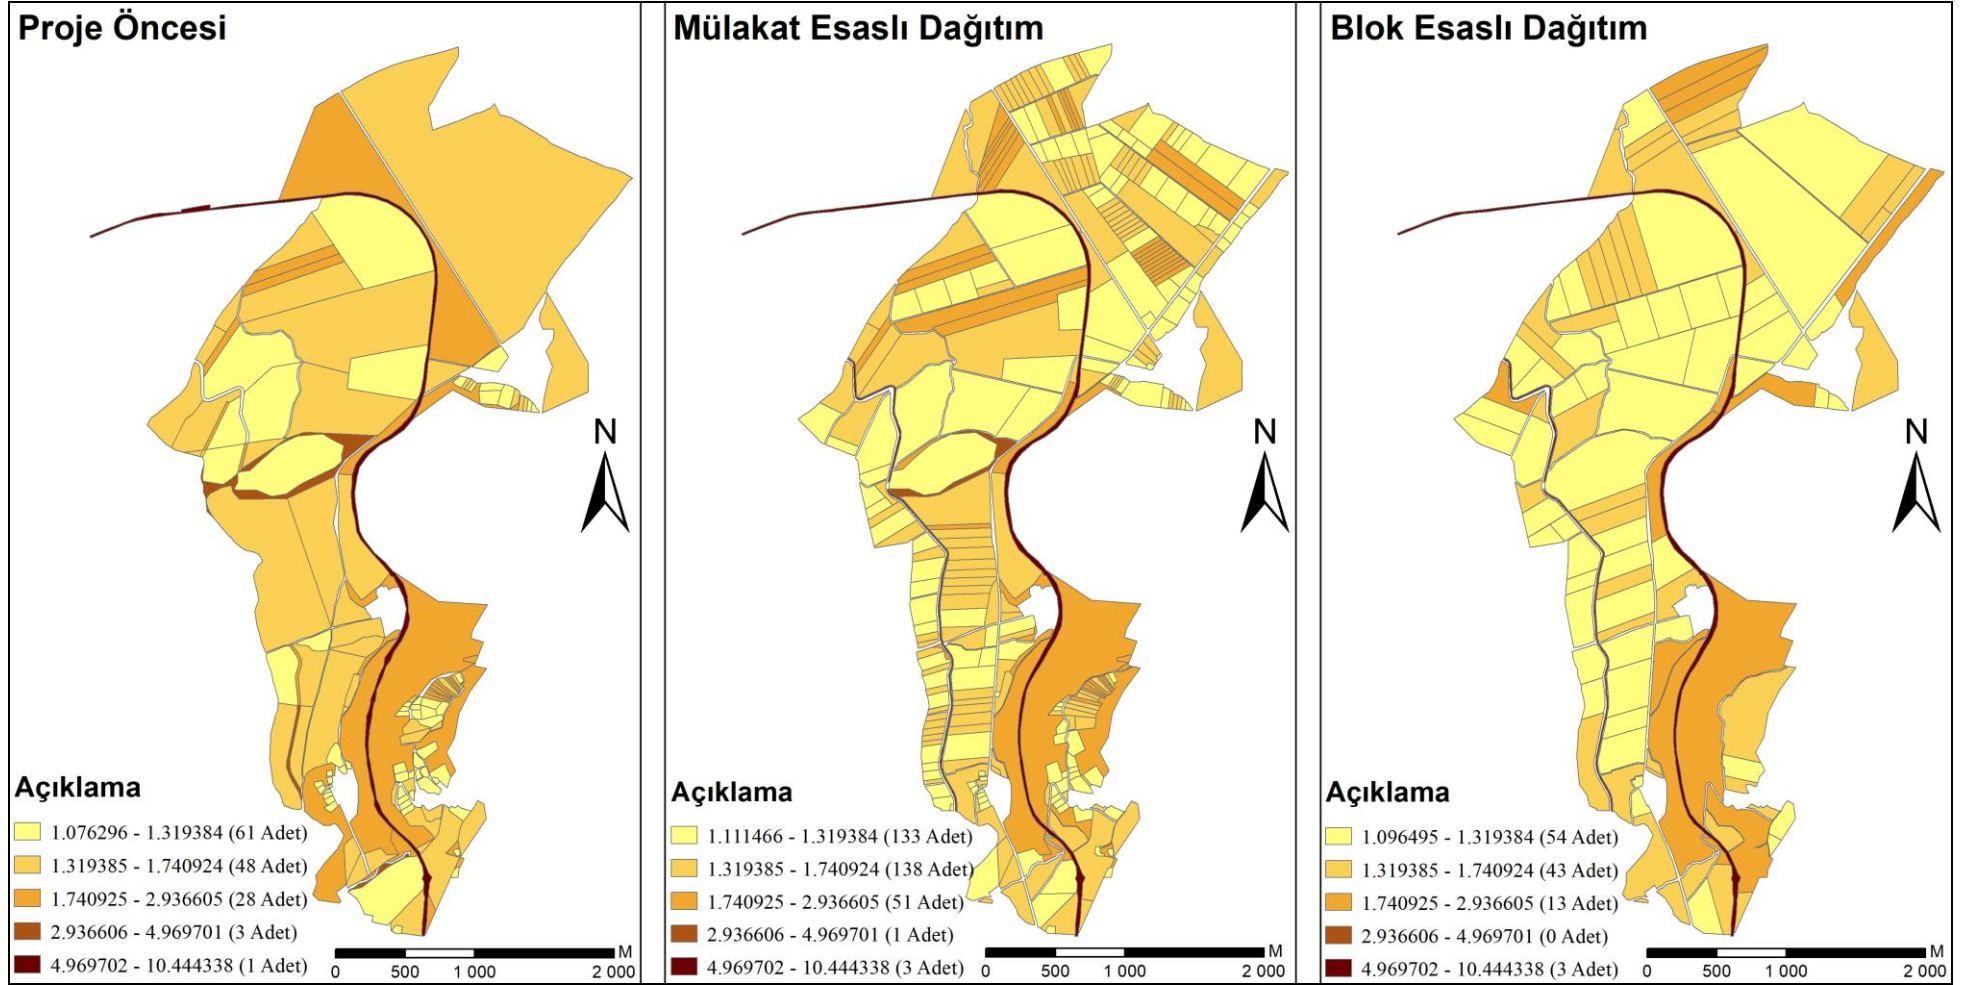 Proje Öncesi
N
Açıklama
1.076296 - 1.319384 (61 Adet)
1.319385 - 1.740924 (48 Adet)
1.740925 - 2.936605 (28 Adet)
2.936606 - 4.969701 (3 Adet)
4.969702 - 10.444338 (1 Adet)
M
0 500 1 000 2 000
Mülakat Esaslı Dağıtım
N
Açıklama
1.111466 - 1.319384 (133 Adet)
1.319385 - 1.740924 (138 Adet)
1.740925 - 2.936605 (51 Adet)
2.936606 - 4.969701 (1 Adet)
4.969702 - 10.444338 (3 Adet)
M
0 500 1 000 2 000
Blok Esaslı Dağıtım
N
Açıklama
1.096495 - 1.319384 (54 Adet)
1.319385 - 1.740924 (43 Adet)
1.740925 - 2.936605 (13 Adet)
2.936606 - 4.969701 (0 Adet)
4.969702 - 10.444338 (3 Adet)
M
0 500 1 000 2 000